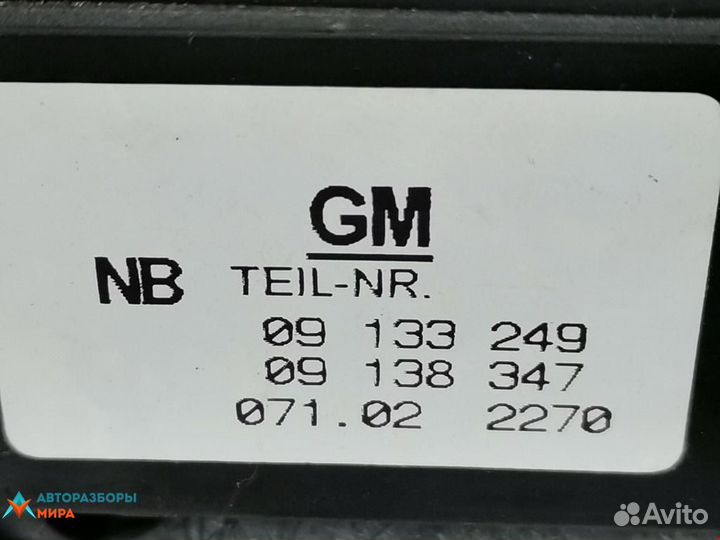 GM
NB TEIL-NR.
09 133 249
09 138 347
071.02 2270
АВТОРАЗБОРЫ
МИРА
Avito